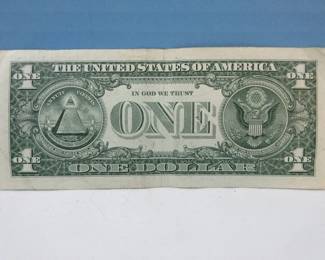 THE UNITED STATES OF AMERICA
1 1
ONE ONE
IN GOD WE TRUST
ONE
1 1
ONE ONE
ONE DOLLAR